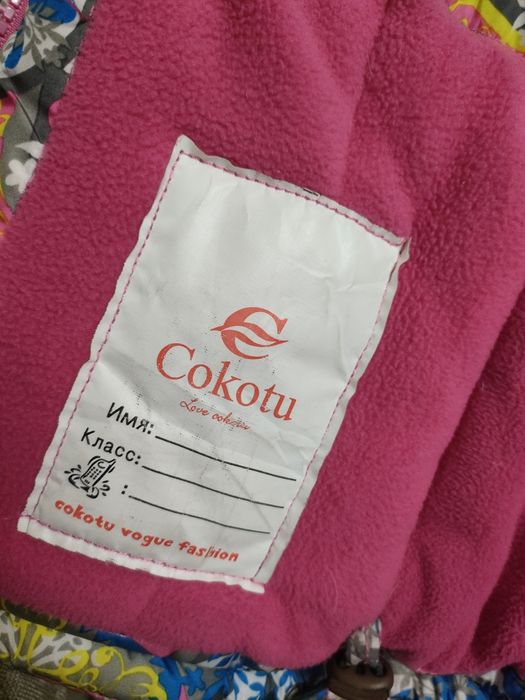 Cokotu
Love cokotu
Имя:
Класс:
:
cokotu vogue fashion